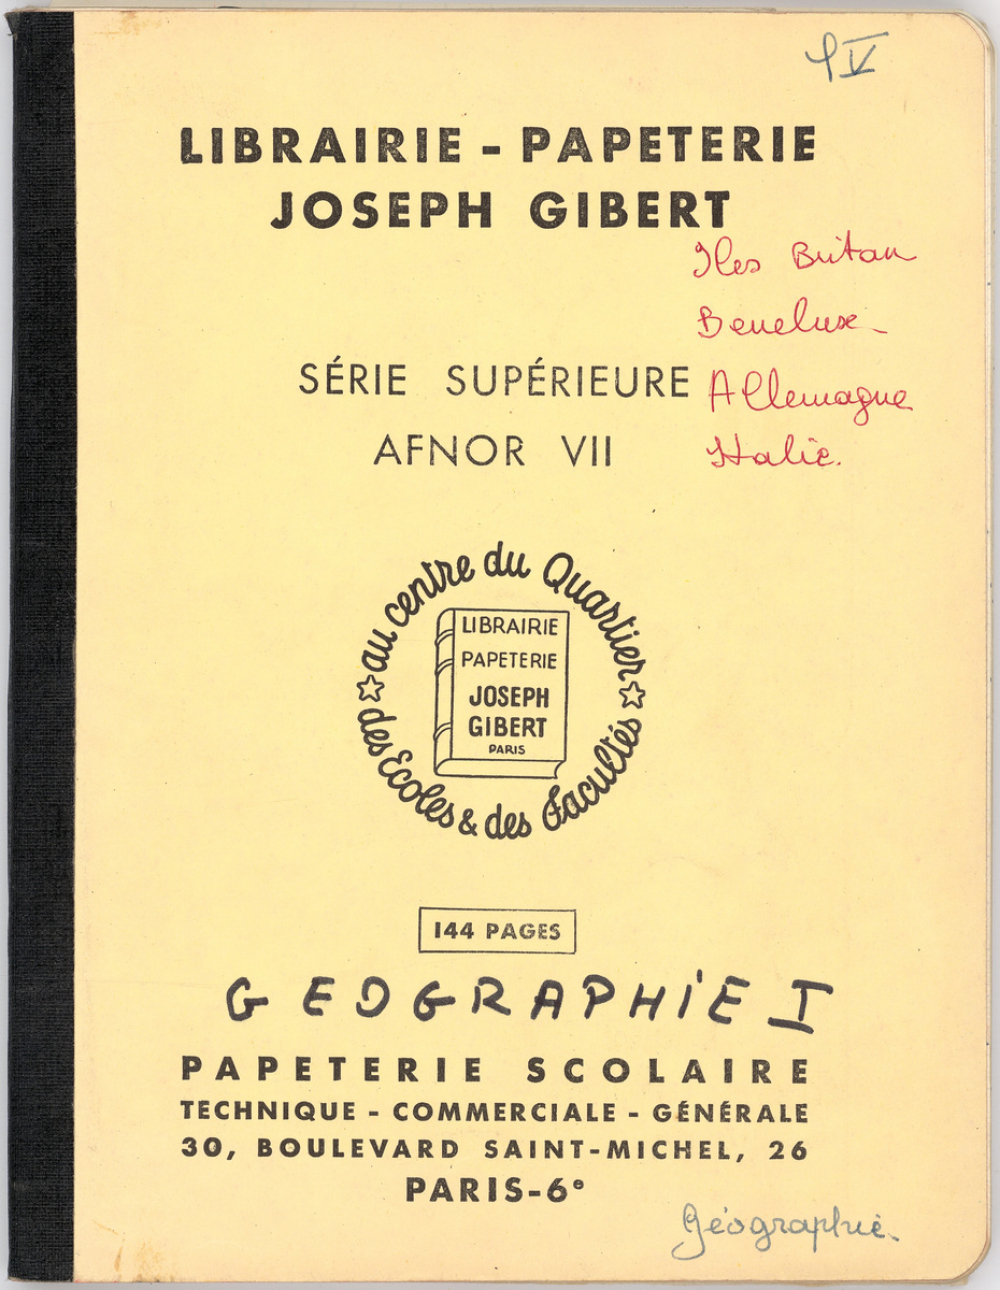 LIBRAIRIE - PAPETERIE
JOSEPH GIBERT
Iles Britan
Benelux
SÉRIE SUPÉRIEURE
Allemagne
AFNOR VII
Italie.
au centre du Quartier
des Écoles & des Facultés
LIBRAIRIE
PAPETERIE
JOSEPH
GIBERT
PARIS
144 PAGES
GEOGRAPHIE I
PAPETERIE SCOLAIRE
TECHNIQUE - COMMERCIALE - GÉNÉRALE
30, BOULEVARD SAINT-MICHEL, 26
PARIS-6e
Géographie.